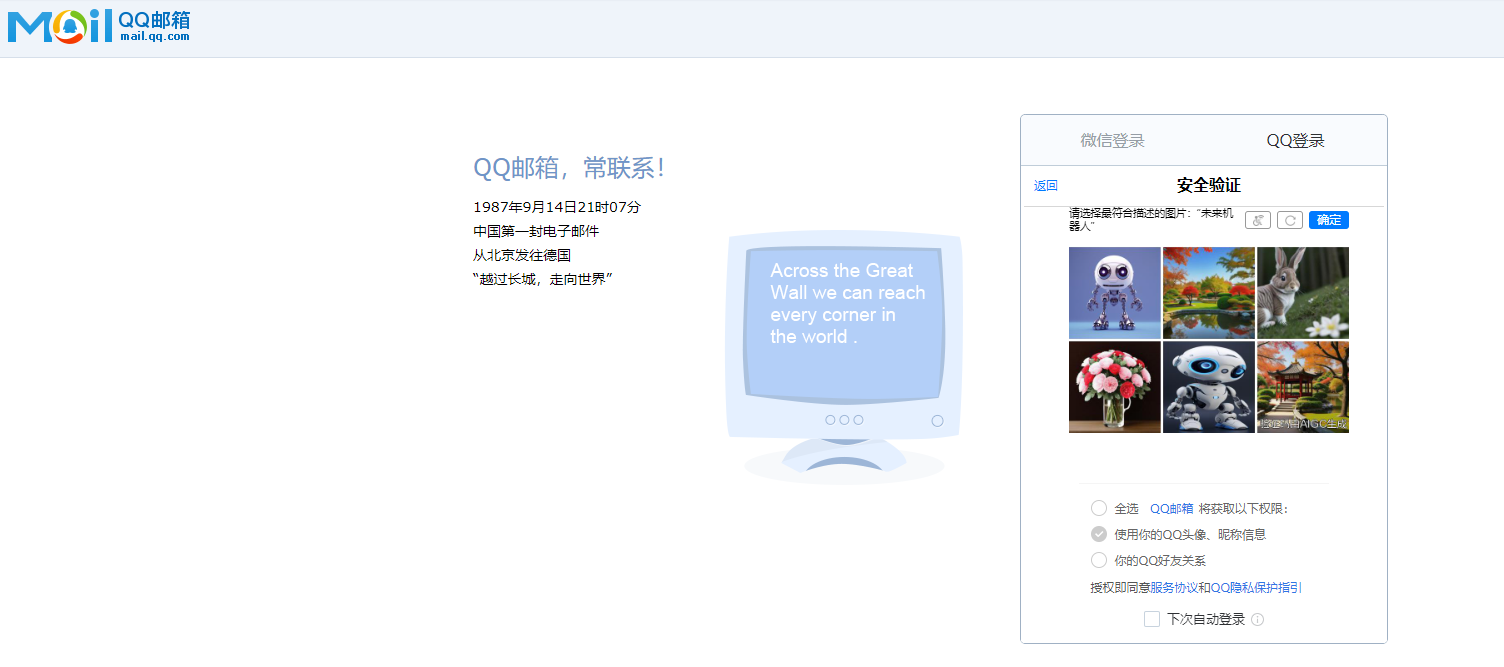 Mail QQ邮箱
mail.qq.com
QQ邮箱，常联系！
1987年9月14日21时07分
中国第一封电子邮件
从北京发往德国
“越过长城，走向世界”
Across the Great
Wall we can reach
every corner in
the world .
微信登录 QQ登录
返回 安全验证
请选择最符合描述的图片："未来机
器人" 确定
AIGC生成
全选 QQ邮箱 将获取以下权限：
使用你的QQ头像、昵称信息
你的QQ好友关系
授权即同意服务协议和QQ隐私保护指引
下次自动登录